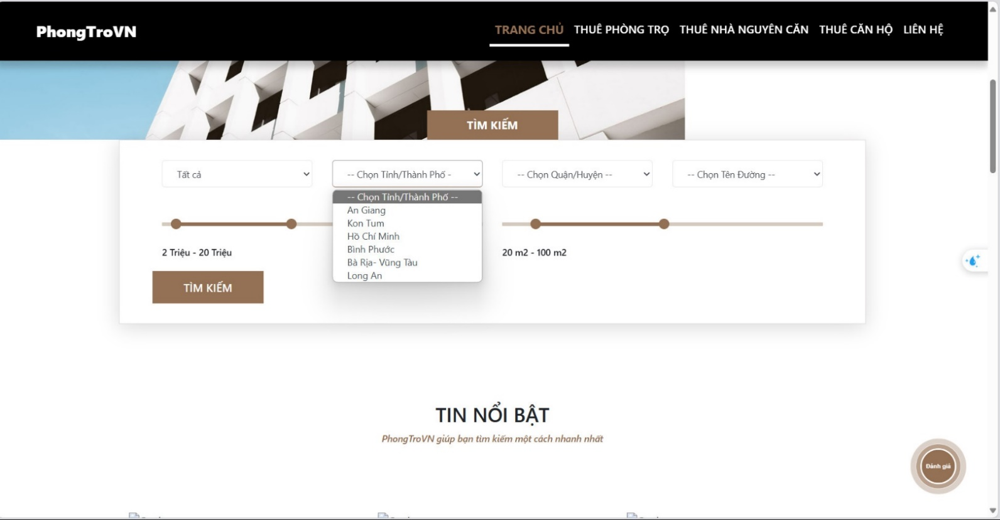 PhongTroVN
TRANG CHỦ THUÊ PHÒNG TRỌ THUÊ NHÀ NGUYÊN CĂN THUÊ CĂN HỘ LIÊN HỆ
TÌM KIẾM
Tất cả
-- Chọn Tỉnh/Thành Phố -
-- Chọn Quận/Huyện --
-- Chọn Tên Đường --
-- Chọn Tỉnh/Thành Phố --
An Giang
Kon Tum
Hồ Chí Minh
Bình Phước
Bà Rịa- Vũng Tàu
Long An
2 Triệu - 20 Triệu
20 m2 - 100 m2
TÌM KIẾM
TIN NỔI BẬT
PhongTroVN giúp bạn tìm kiếm một cách nhanh nhất
Đánh giá